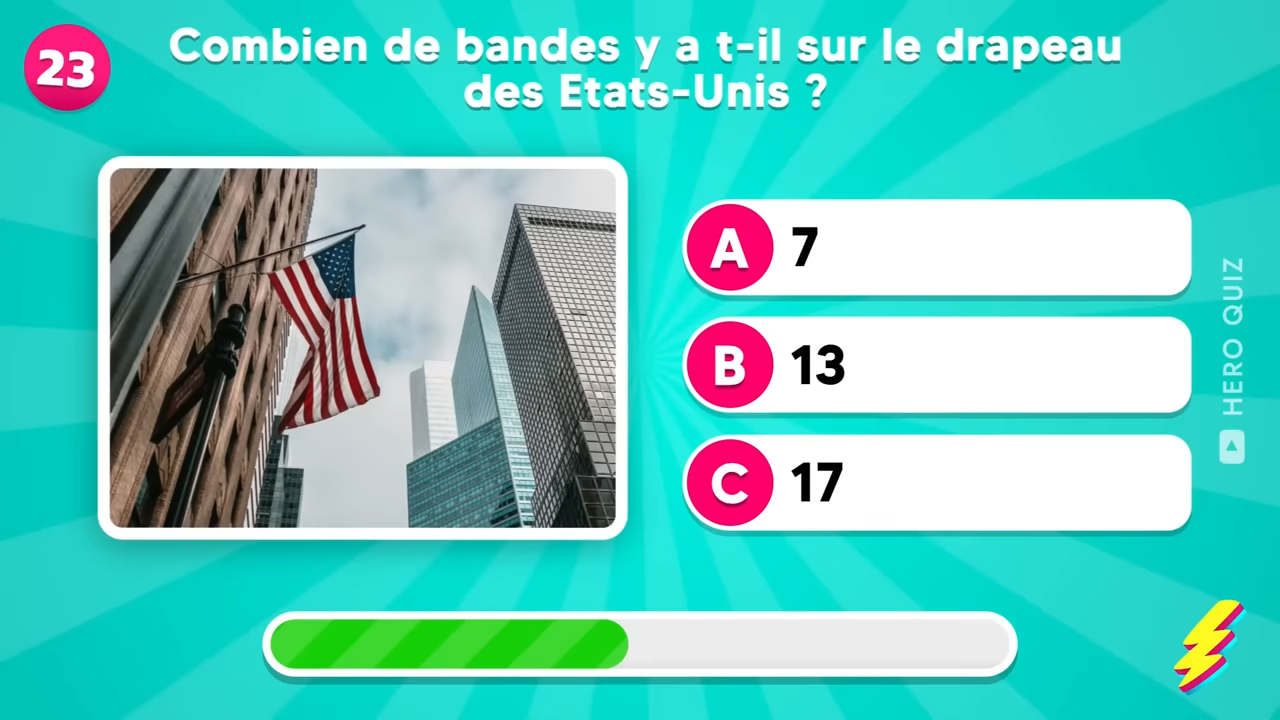 23
Combien de bandes y a t-il sur le drapeau
des Etats-Unis ?
A 7
B 13
C 17
HERO QUIZ